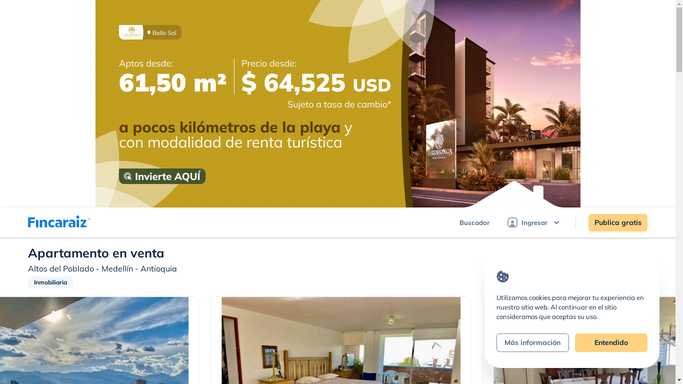 Bello Sol
Aptos desde:
61,50 m²
Precio desde:
$ 64,525 USD
Sujeto a tasa de cambio*
a pocos kilómetros de la playa y
con modalidad de renta turística
Invierte AQUÍ
Fincaraiz
Buscador
Ingresar
Publica gratis
Apartamento en venta
Altos del Poblado - Medellín - Antioquia
Inmobiliaria
Utilizamos cookies para mejorar tu experiencia en
nuestro sitio web. Al continuar en el sitio
consideramos que aceptas su uso.
Más información
Entendido